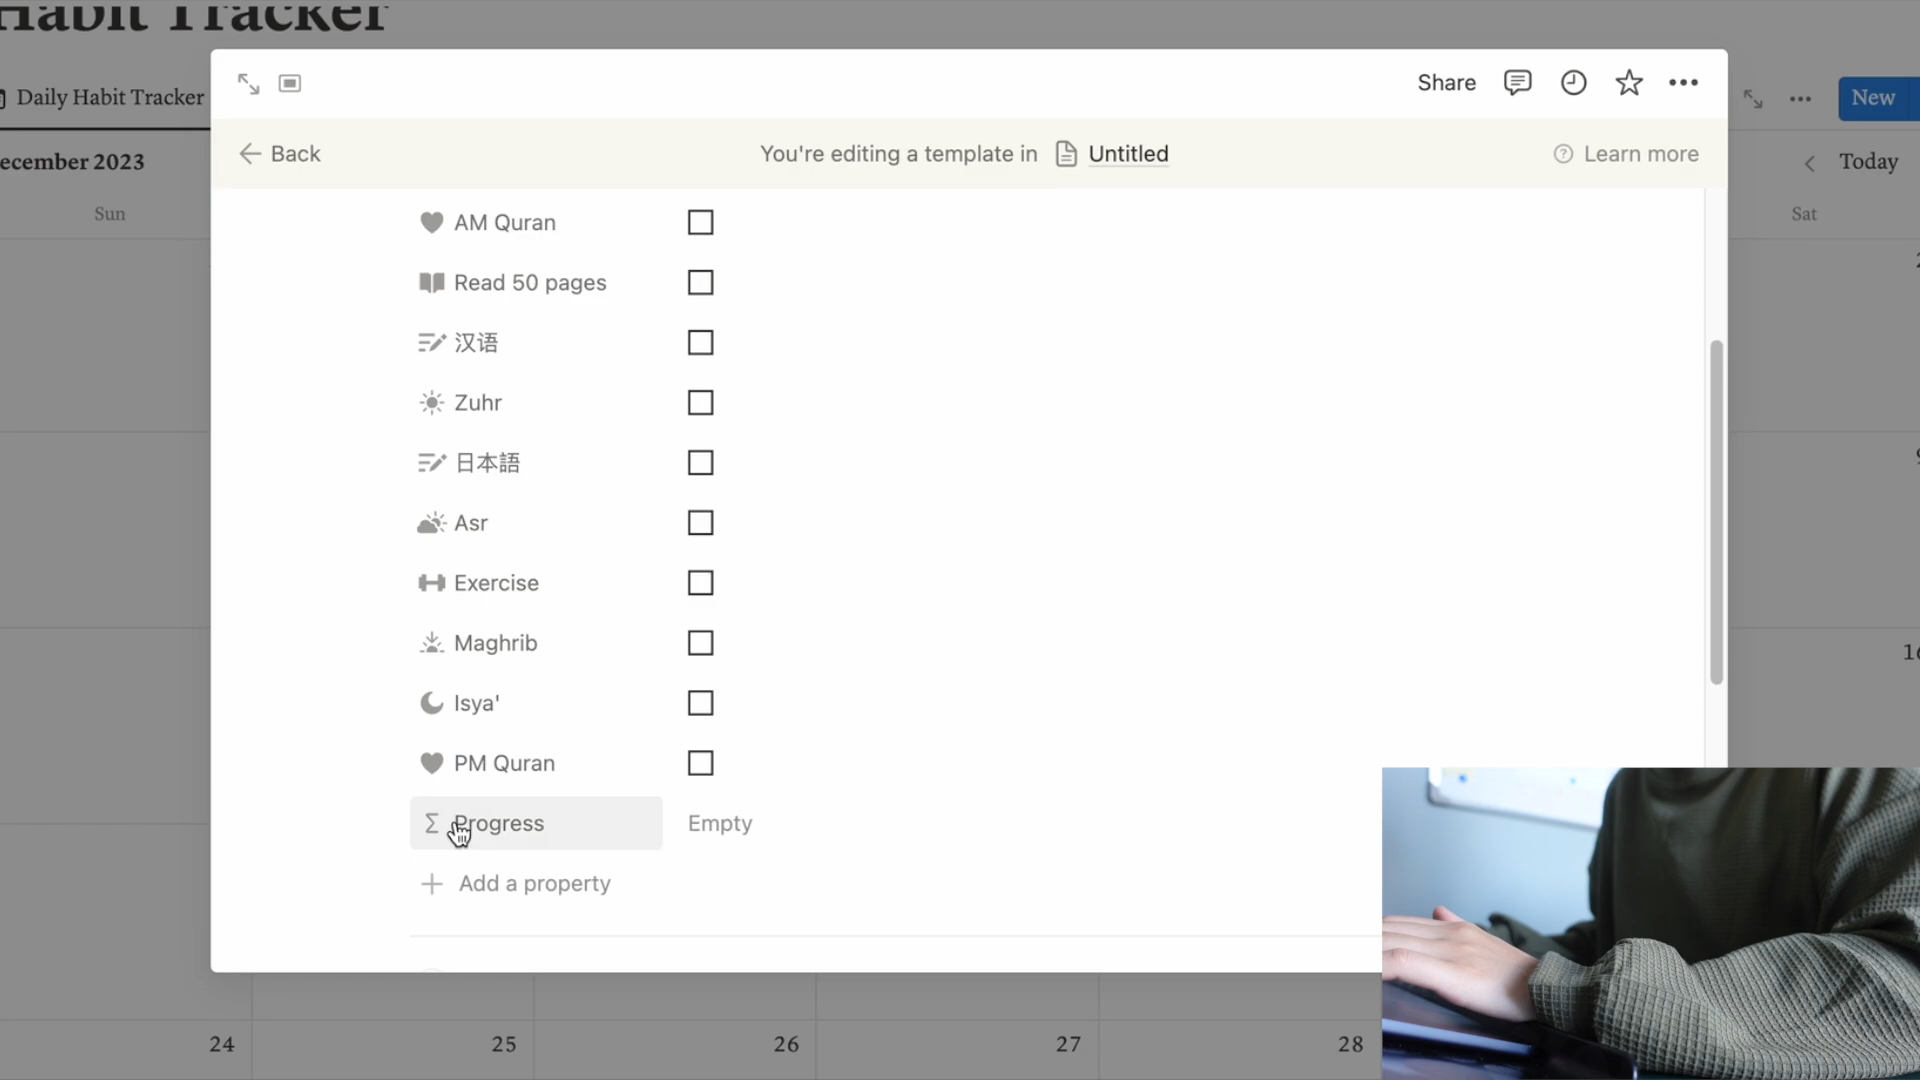 Habit Tracker
Daily Habit Tracker
Share
New
Back
You're editing a template in Untitled
Learn more
ecember 2023
Today
Sun
Sat
AM Quran
Read 50 pages
汉语
Zuhr
日本語
Asr
Exercise
Maghrib
Isya'
PM Quran
Progress
Empty
Add a property
24
25
26
27
28